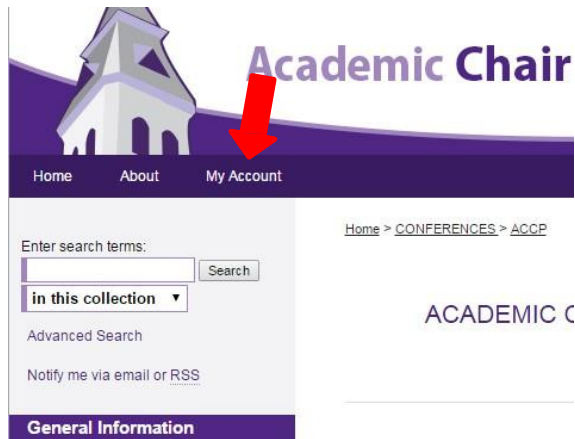 Academic Chair
Home About My Account
Home > CONFERENCES > ACCP
Enter search terms:
Search
in this collection ▼
ACADEMIC
Advanced Search
Notify me via email or RSS
General Information